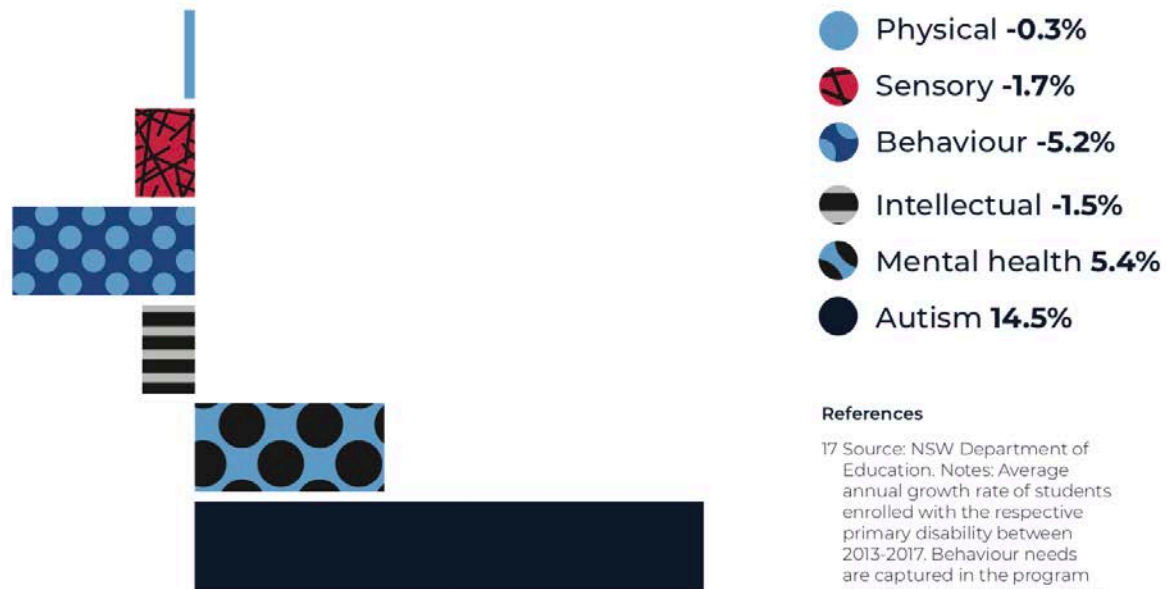 Physical -0.3%
Sensory -1.7%
Behaviour -5.2%
Intellectual -1.5%
Mental health 5.4%
Autism 14.5%
References
17 Source: NSW Department of
Education. Notes: Average
annual growth rate of students
enrolled with the respective
primary disability between
2013-2017. Behaviour needs
are captured in the program